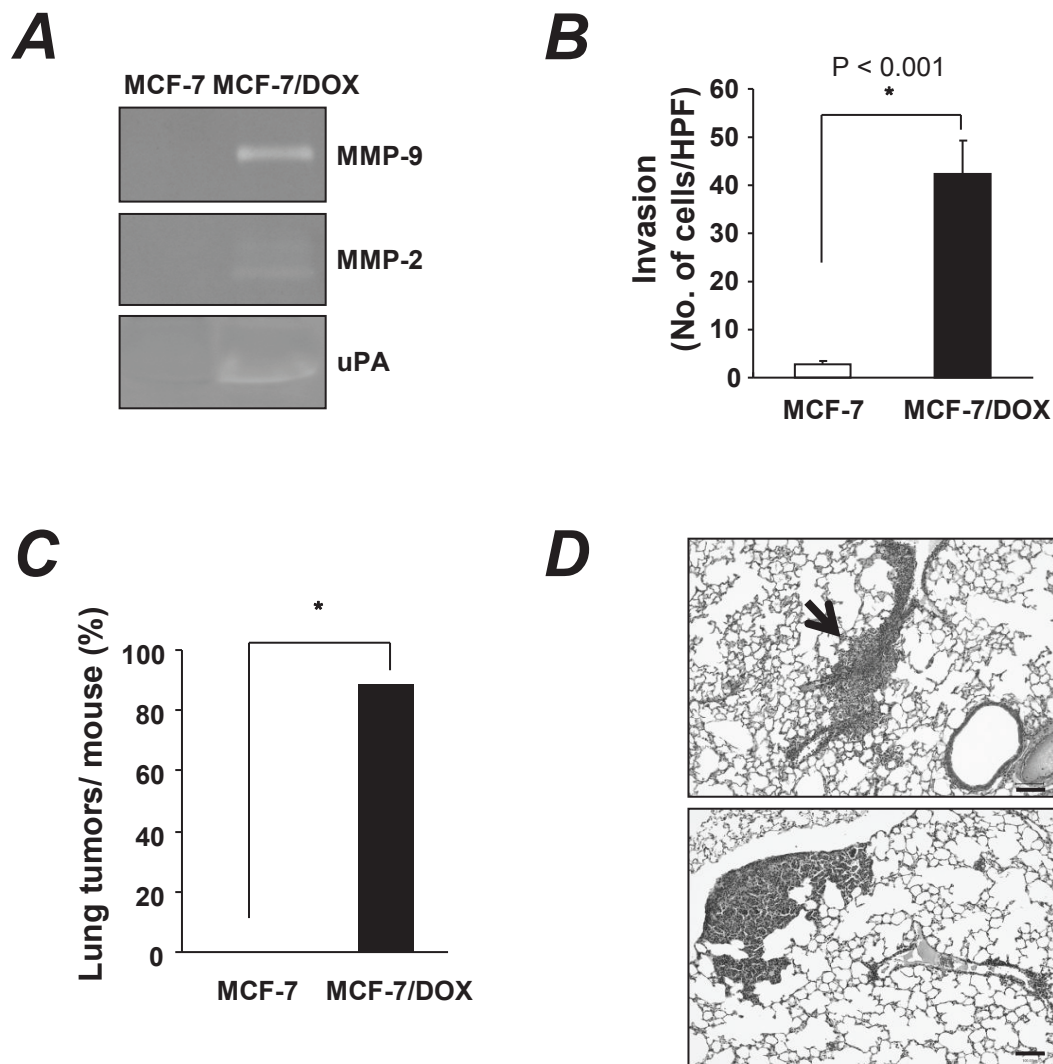 A
MCF-7 MCF-7/DOX
MMP-9
MMP-2
uPA
B
P < 0.001
*
Invasion
(No. of cells/HPF)
60
50
40
30
20
10
0
MCF-7 MCF-7/DOX
C
*
Lung tumors/ mouse (%)
100
80
60
40
20
0
MCF-7 MCF-7/DOX
D